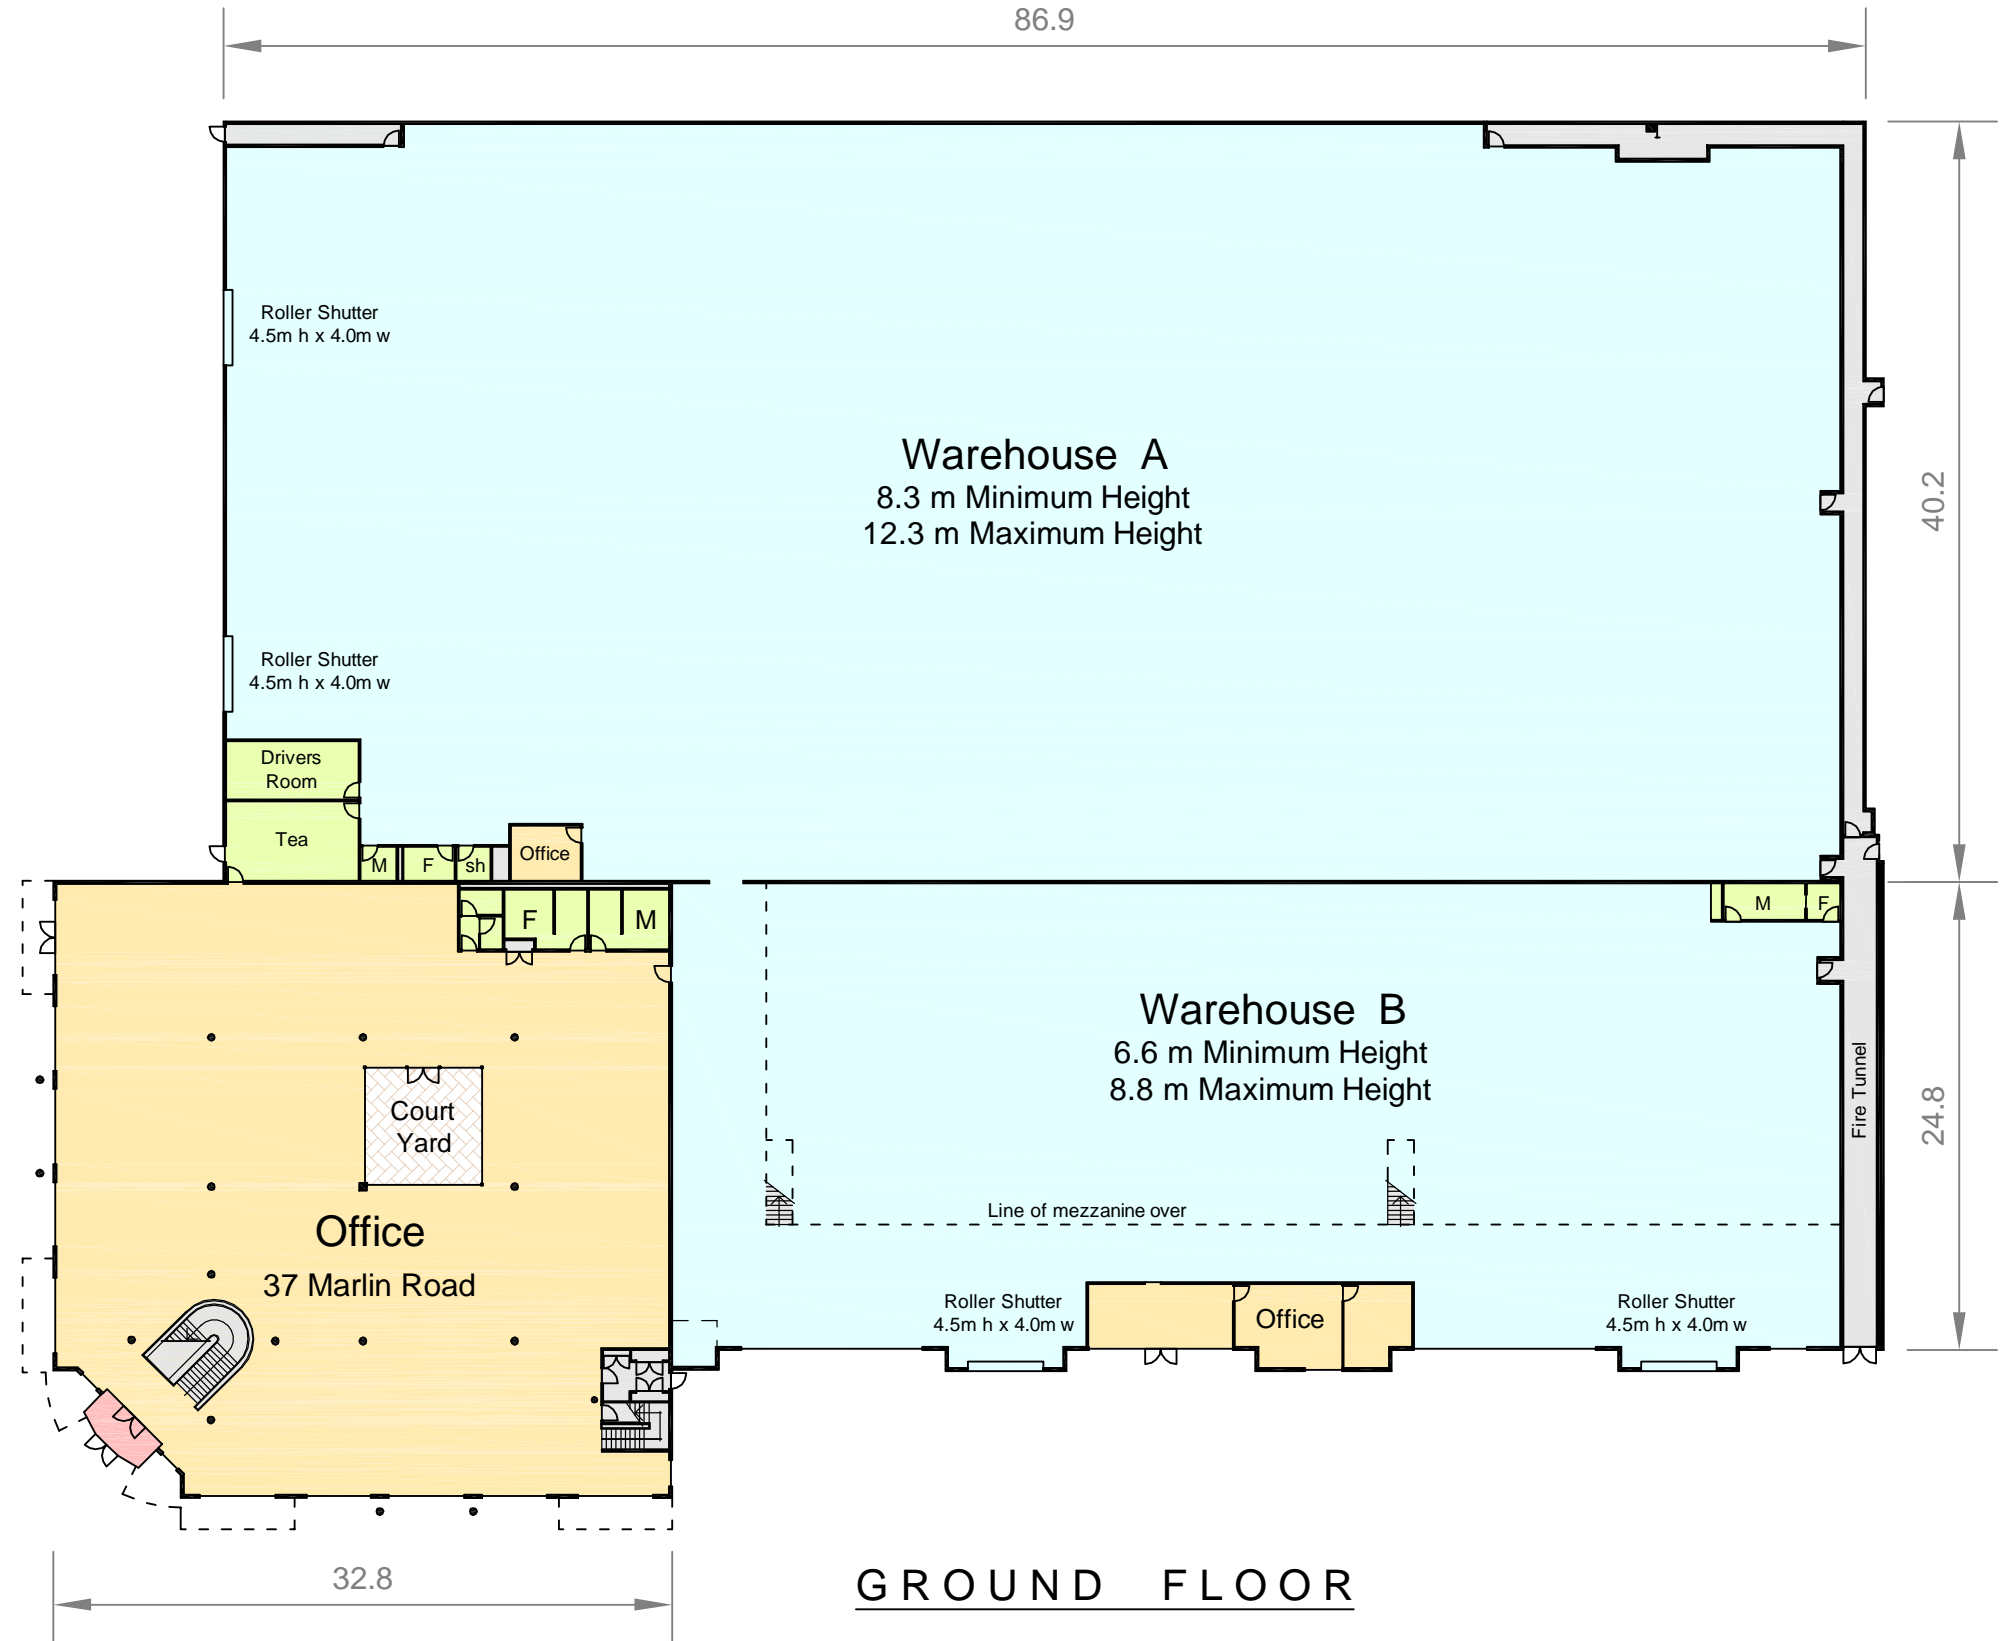 86.9
Roller Shutter
4.5m h x 4.0m w
Warehouse A
8.3 m Minimum Height
12.3 m Maximum Height
40.2
Roller Shutter
4.5m h x 4.0m w
Drivers
Room
Tea
M
F
sh
Office
F
M
M
F
Warehouse B
6.6 m Minimum Height
8.8 m Maximum Height
Fire Tunnel
24.8
Court
Yard
Line of mezzanine over
Office
37 Marlin Road
Roller Shutter
4.5m h x 4.0m w
Office
Roller Shutter
4.5m h x 4.0m w
32.8
GROUND FLOOR